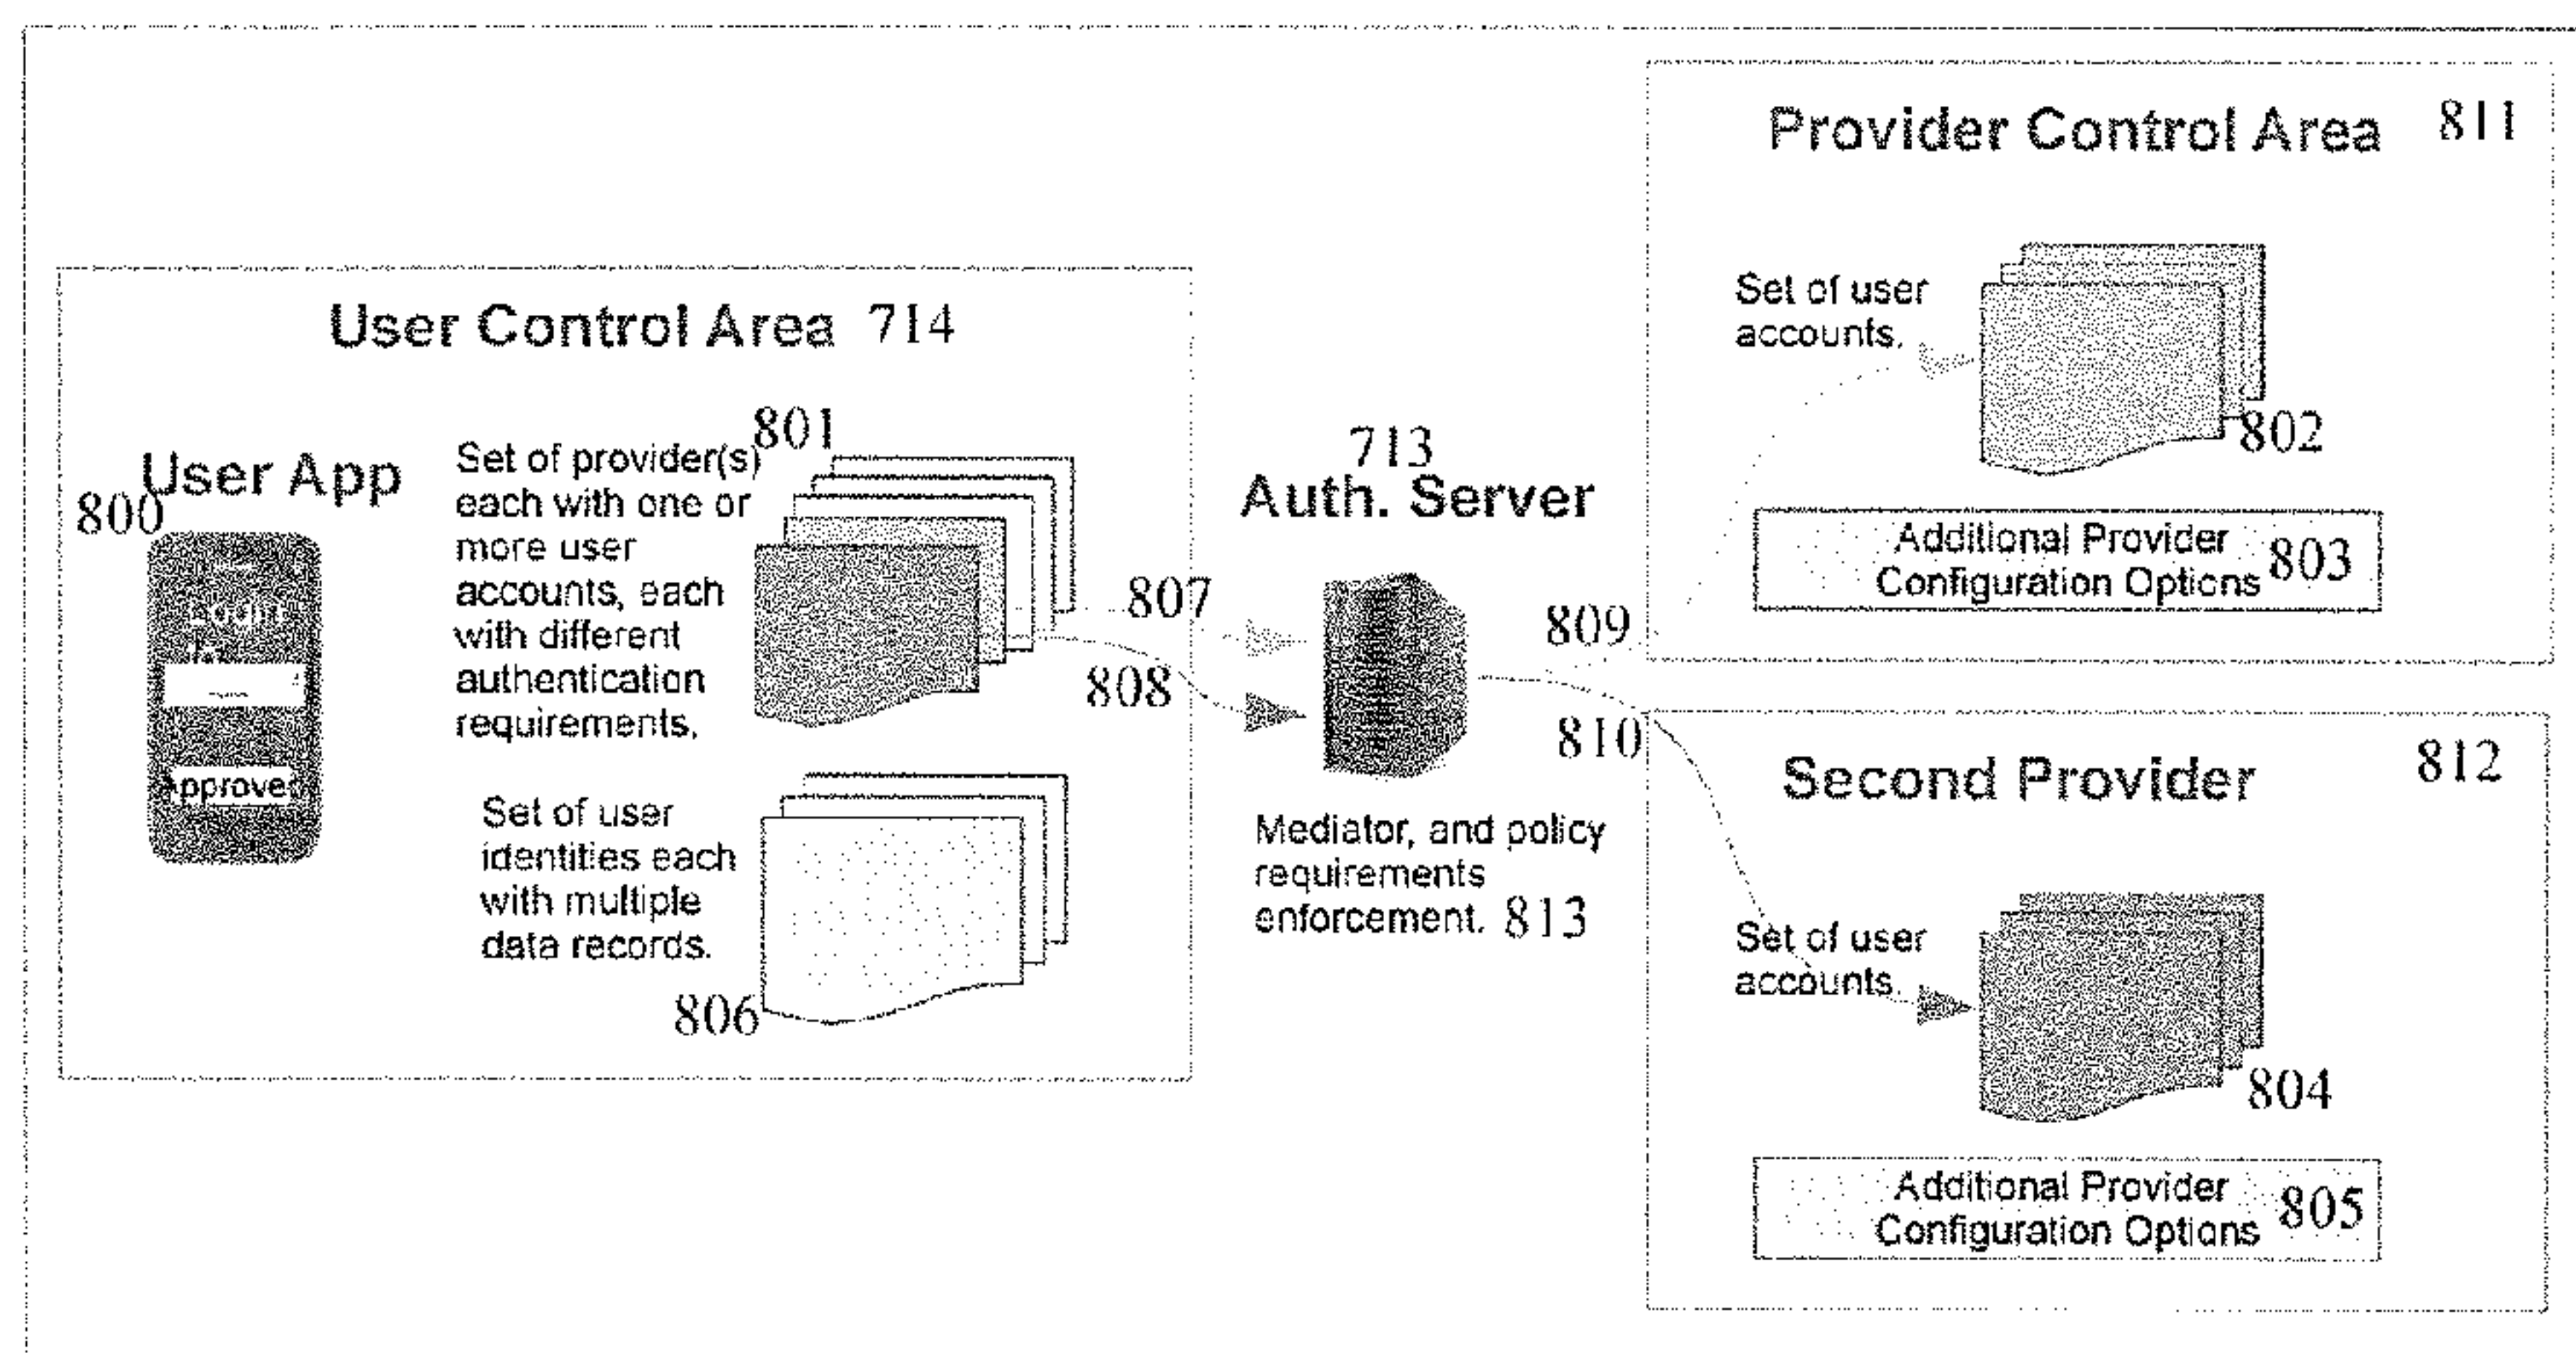 Provider Control Area 811
Set of user
accounts.
802
Additional Provider
Configuration Options 803
User Control Area 714
User App
800
Login
Approved
801
Set of provider(s)
each with one or
more user
accounts, each
with different
authentication
requirements.
807
808
Set of user
identities each
with multiple
data records.
806
713
Auth. Server
Mediator, and policy
requirements
enforcement. 813
809
810
Second Provider 812
Set of user
accounts.
804
Additional Provider
Configuration Options 805